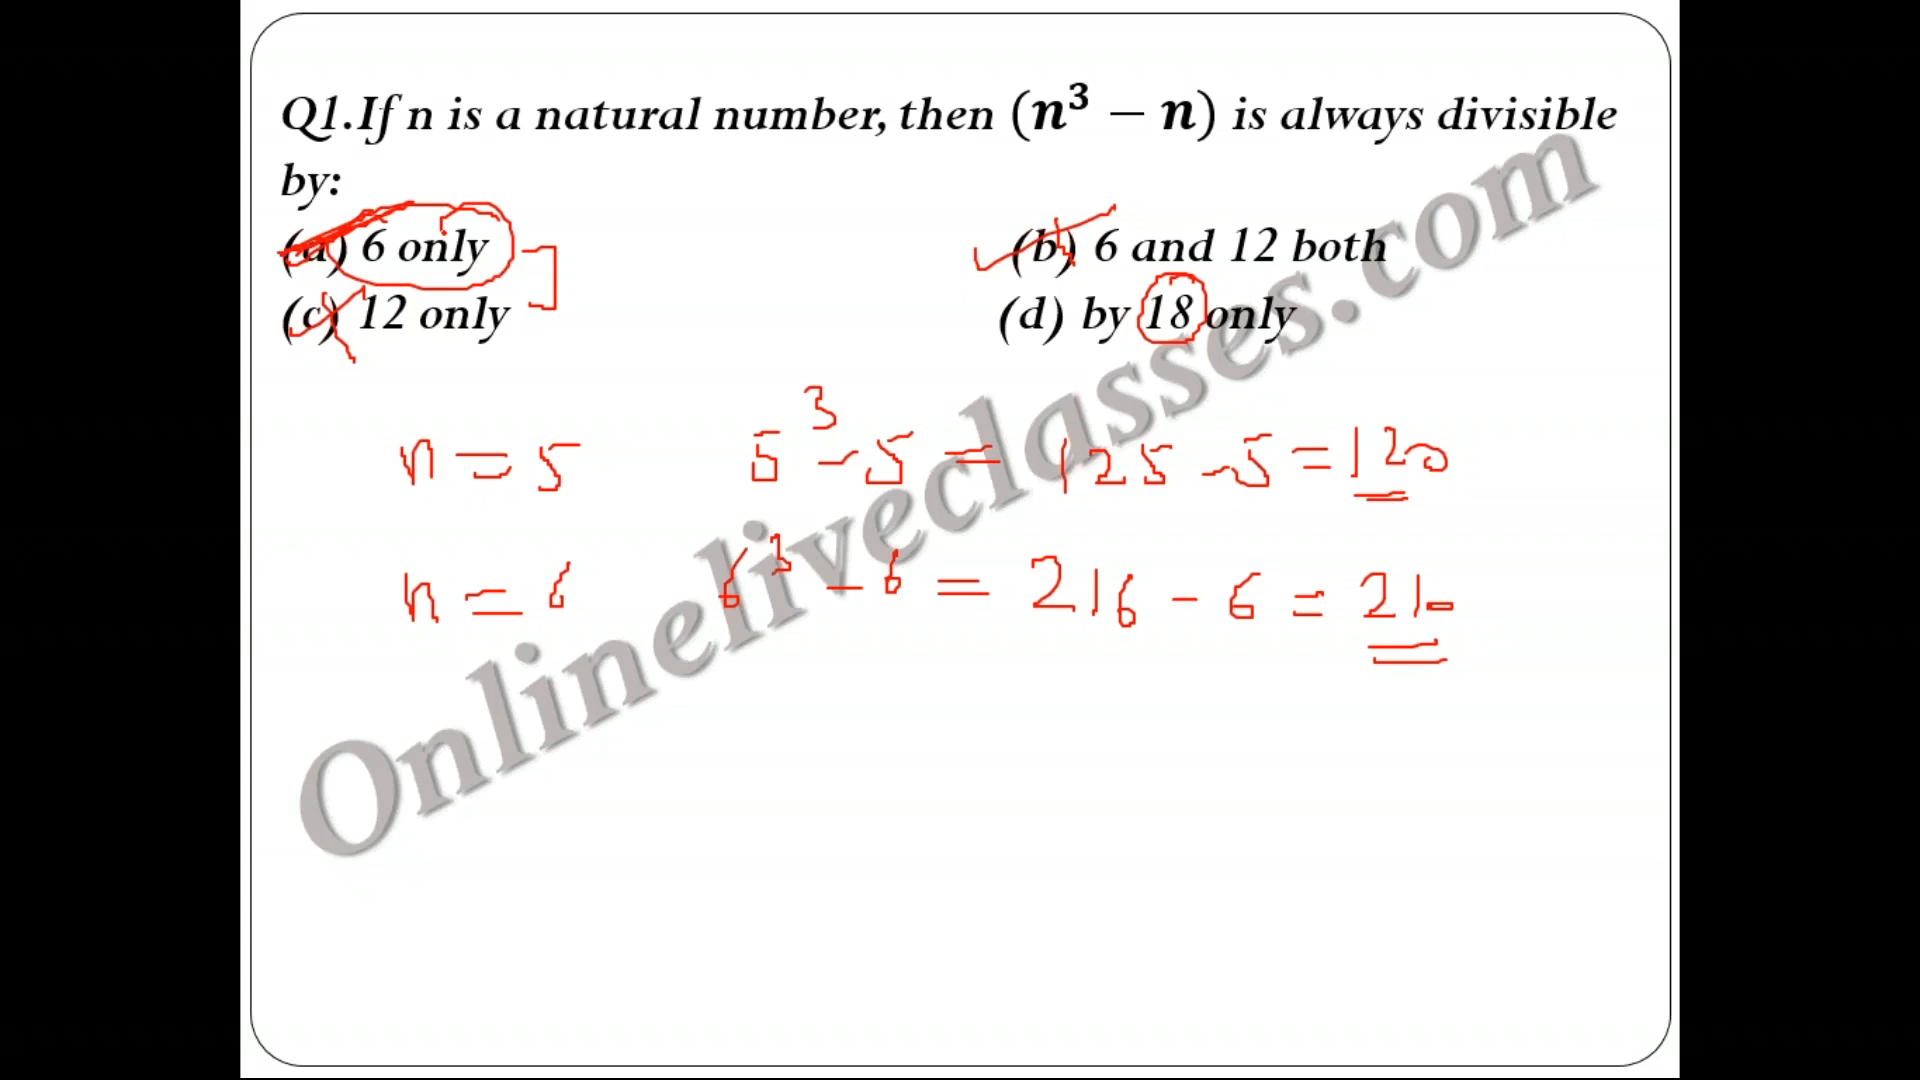 Q1.If n is a natural number, then (n³ − n) is always divisible
by:
(a) 6 only (b) 6 and 12 both
(c) 12 only (d) by 18 only
n = 5 5³ - 5 = 125 - 5 = 120
n = 6 6³ - 6 = 216 - 6 = 210
Onlineliveclasses.com